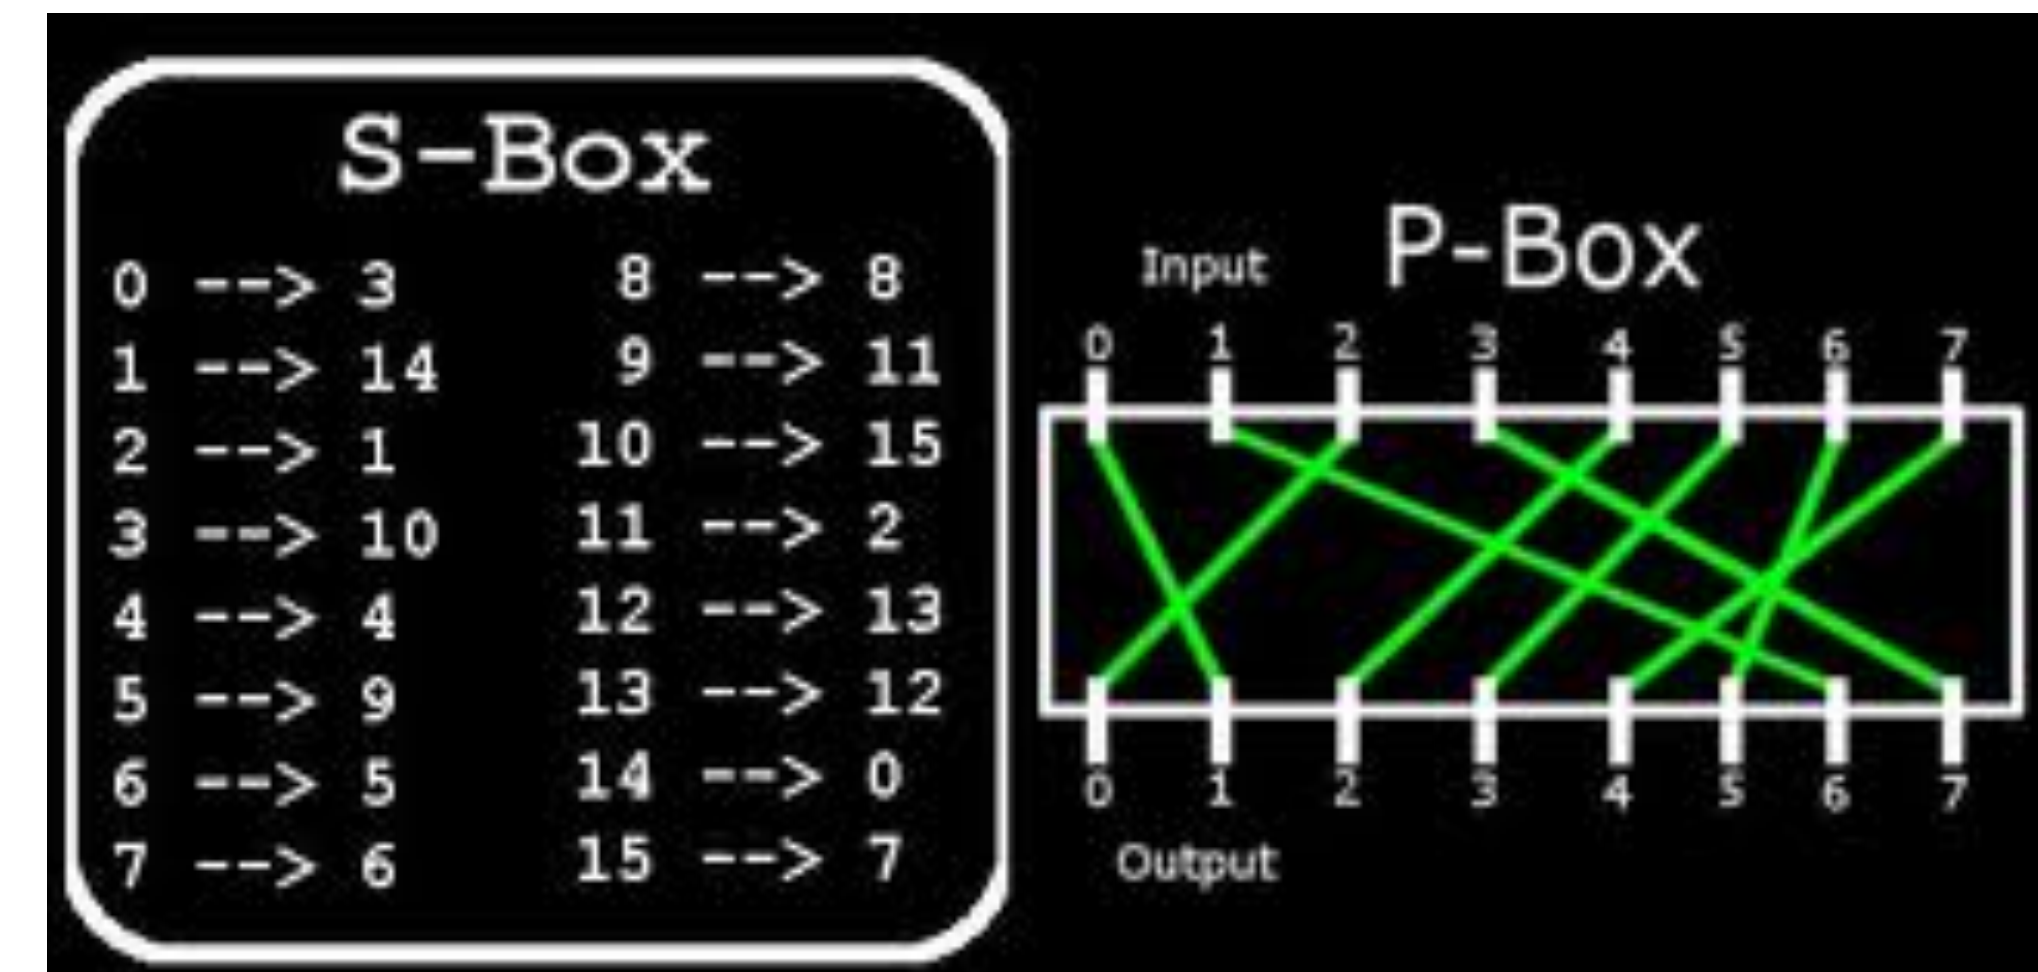 S-Box
0 --> 3
1 --> 14
2 --> 1
3 --> 10
4 --> 4
5 --> 9
6 --> 5
7 --> 6
8 --> 8
9 --> 11
10 --> 15
11 --> 2
12 --> 13
13 --> 12
14 --> 0
15 --> 7
P-Box
Input
0 1 2 3 4 5 6 7
0 1 2 3 4 5 6 7
Output